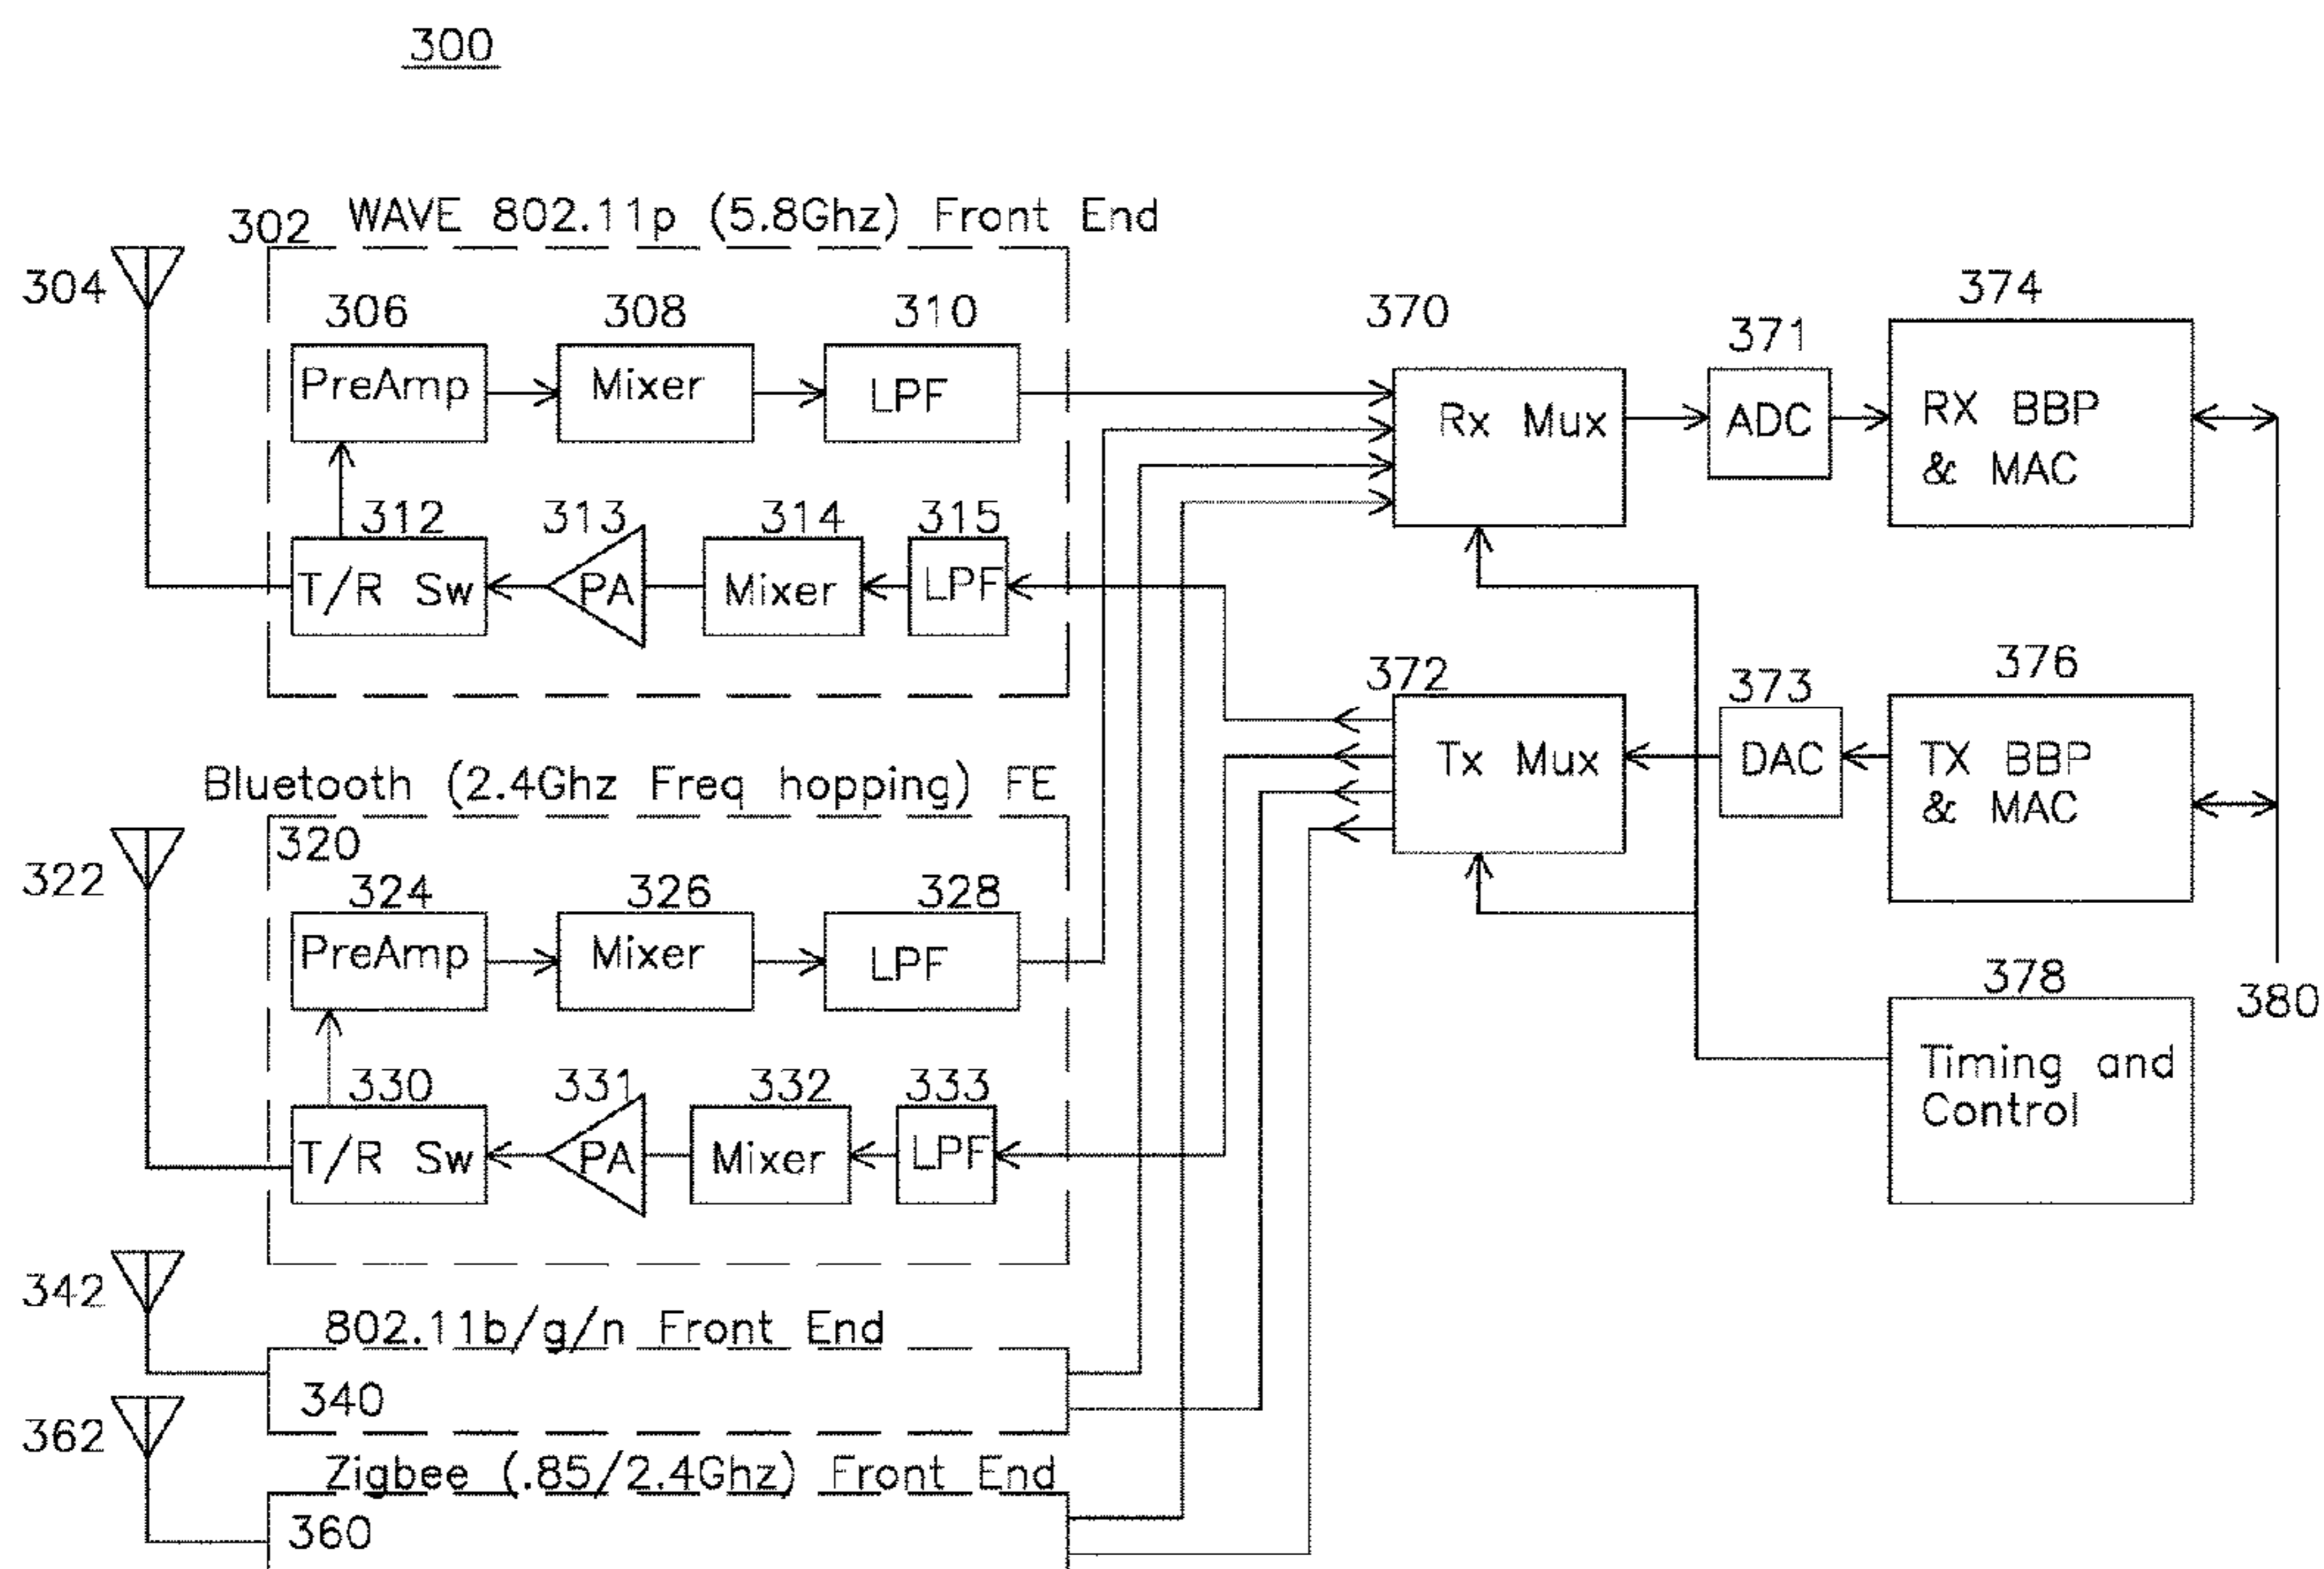 300
302 WAVE 802.11p (5.8Ghz) Front End
304
306 308 310
PreAmp Mixer LPF
312 313 314 315
T/R Sw PA Mixer LPF
370
Rx Mux
371
ADC
374
RX BBP
& MAC
372
Tx Mux
373
DAC
376
TX BBP
& MAC
Bluetooth (2.4Ghz Freq hopping) FE
320
322
324 326 328
PreAmp Mixer LPF
330 331 332 333
T/R Sw PA Mixer LPF
378
Timing and
Control
380
342
802.11b/g/n Front End
340
362
Zigbee (.85/2.4Ghz) Front End
360